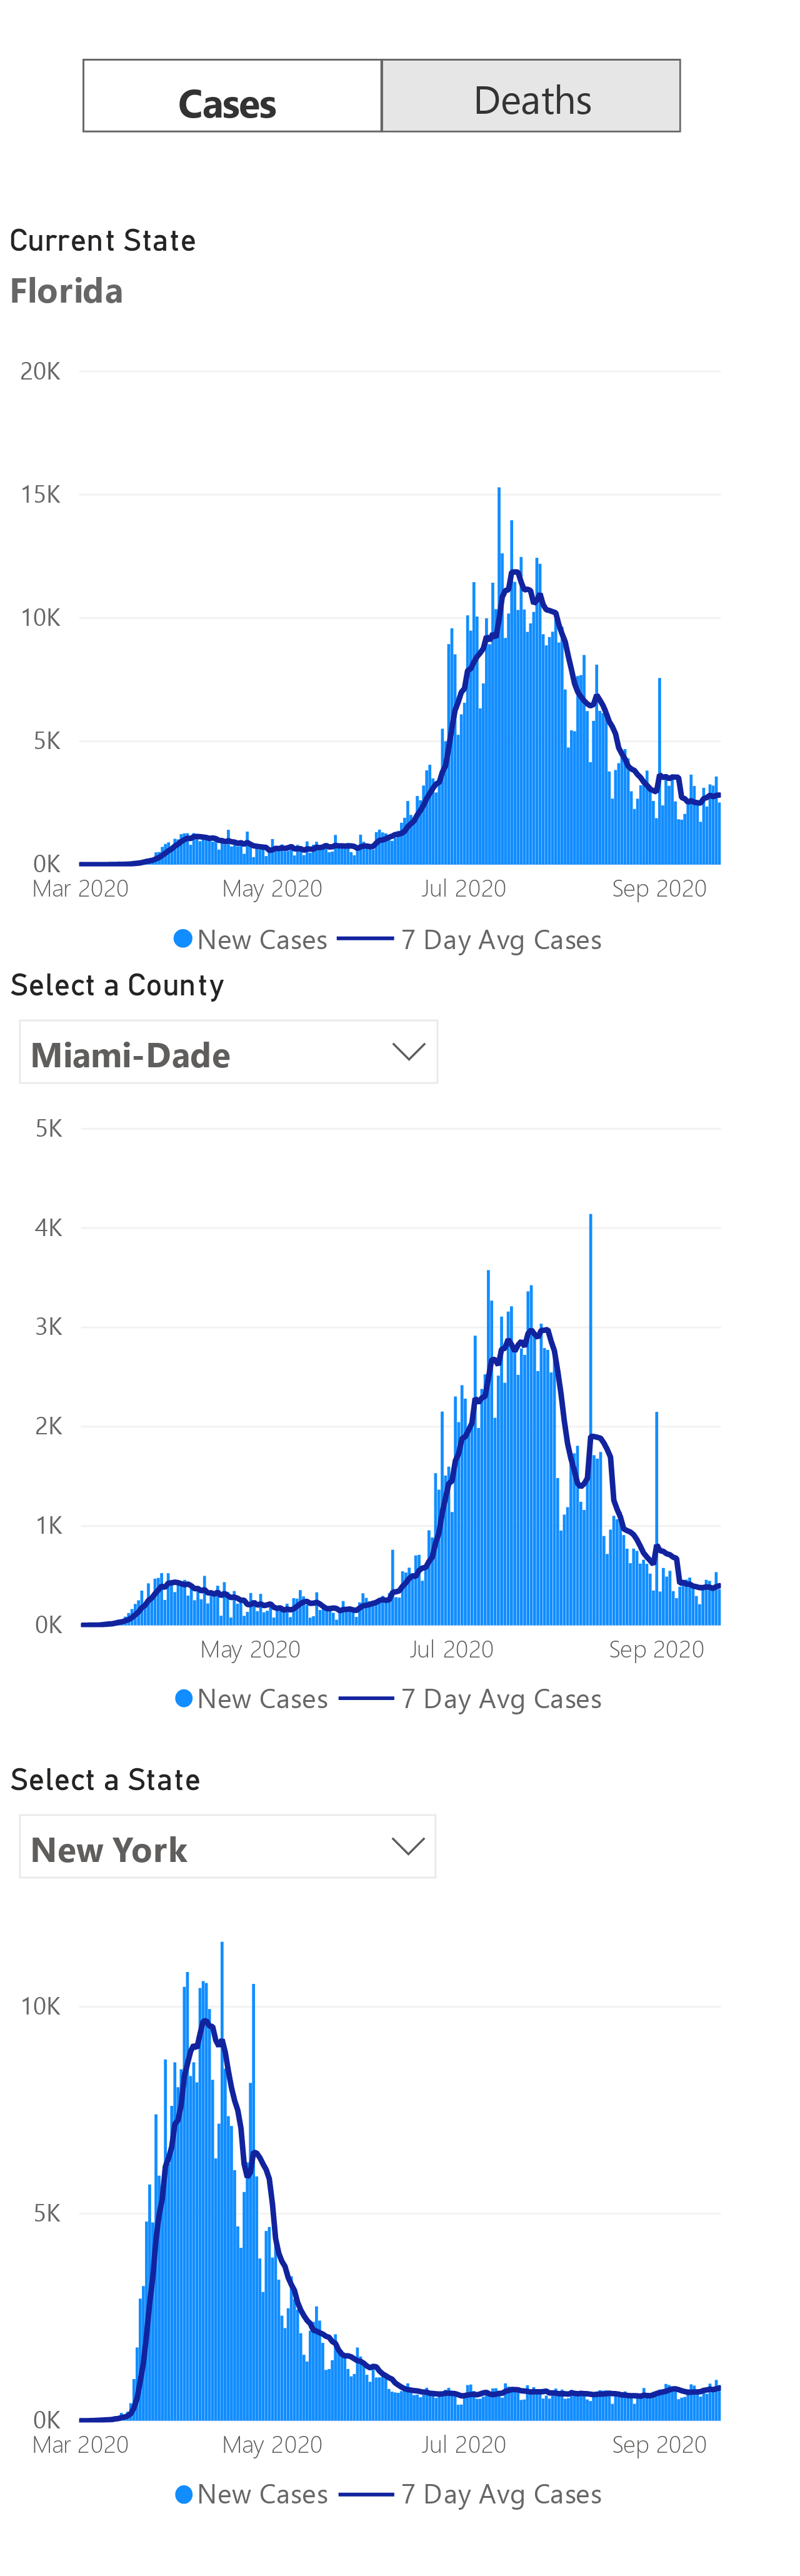 Cases Deaths
Current State
Florida
20K
15K
10K
5K
0K
Mar 2020 May 2020 Jul 2020 Sep 2020
New Cases 7 Day Avg Cases
Select a County
Miami-Dade
5K
4K
3K
2K
1K
0K
May 2020 Jul 2020 Sep 2020
New Cases 7 Day Avg Cases
Select a State
New York
10K
5K
0K
Mar 2020 May 2020 Jul 2020 Sep 2020
New Cases 7 Day Avg Cases